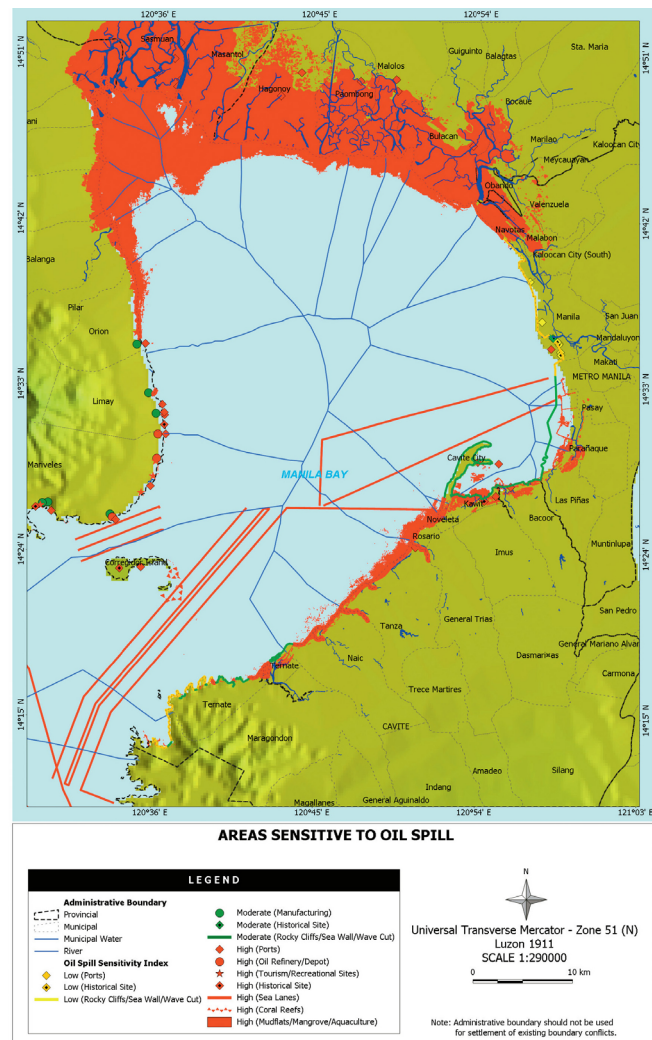 120°36' E 120°45' E 120°54' E
14°51' N
14°51' N
Sasmuan
Masantol
Hagonoy
Paombong
Malolos
Guiguinto
Balagtas
Sta. Maria
Bocaue
Bulacan
Marilao
Meycauayan
Kaloocan City
ani
Obando
Valenzuela
14°42' N
14°42' N
Navotas
Malabon
Kaloocan City (South)
Balanga
Pilar
Orion
Manila
San Juan
Mandaluyon
Makati
14°33' N
14°33' N
METRO MANILA
Limay
Pasay
Parañaque
Cavite City
Mariveles
MANILA BAY
Las Piñas
Kawit
Bacoor
Noveleta
Rosario
14°24' N
14°24' N
Imus
Muntinlupa
Corregidor Island
San Pedro
General Trias
Tanza
General Mariano Alvar
Dasmariñas
Naic
Ternate
Carmona
Trece Martires
Ternate
14°15' N
14°15' N
CAVITE
Maragondon
Amadeo
Silang
Indang
General Aguinaldo
Magallanes
120°36' E 120°45' E 120°54' E 121°03' E
AREAS SENSITIVE TO OIL SPILL
LEGEND
Administrative Boundary
Provincial
Municipal
Municipal Water
River
Oil Spill Sensitivity Index
Low (Ports)
Low (Historical Site)
Low (Rocky Cliffs/Sea Wall/Wave Cut)
Moderate (Manufacturing)
Moderate (Historical Site)
Moderate (Rocky Cliffs/Sea Wall/Wave Cut)
High (Ports)
High (Oil Refinery/Depot)
High (Tourism/Recreational Sites)
High (Historical Site)
High (Sea Lanes)
High (Coral Reefs)
High (Mudflats/Mangrove/Aquaculture)
N
Universal Transverse Mercator - Zone 51 (N)
Luzon 1911
SCALE 1:290000
0 10 km
Note: Administrative boundary should not be used
for settlement of existing boundary conflicts.